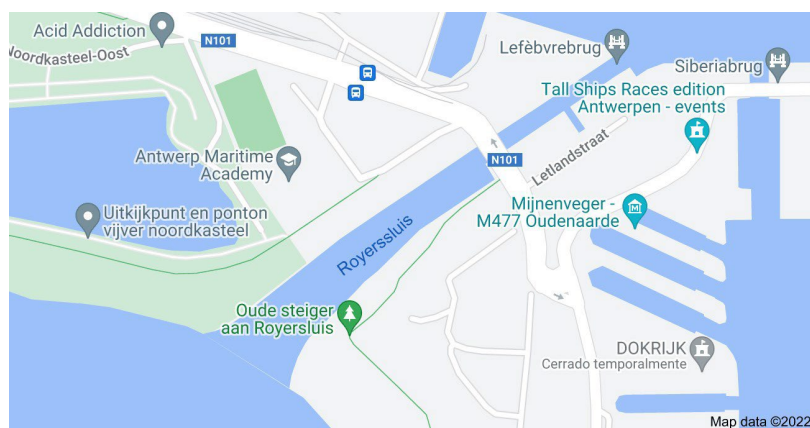 Acid Addiction
Noordkasteel-Oost
N101
Lefèbvrebrug
Siberiabrug
Tall Ships Races edition
Antwerpen - events
Antwerp Maritime
Academy
N101
Letlandstraat
Uitkijkpunt en ponton
vijver noordkasteel
Mijnenveger -
M477 Oudenaarde
Royerssluis
Oude steiger
aan Royersluis
DOKRIJK
Cerrado temporalmente
Map data ©2022